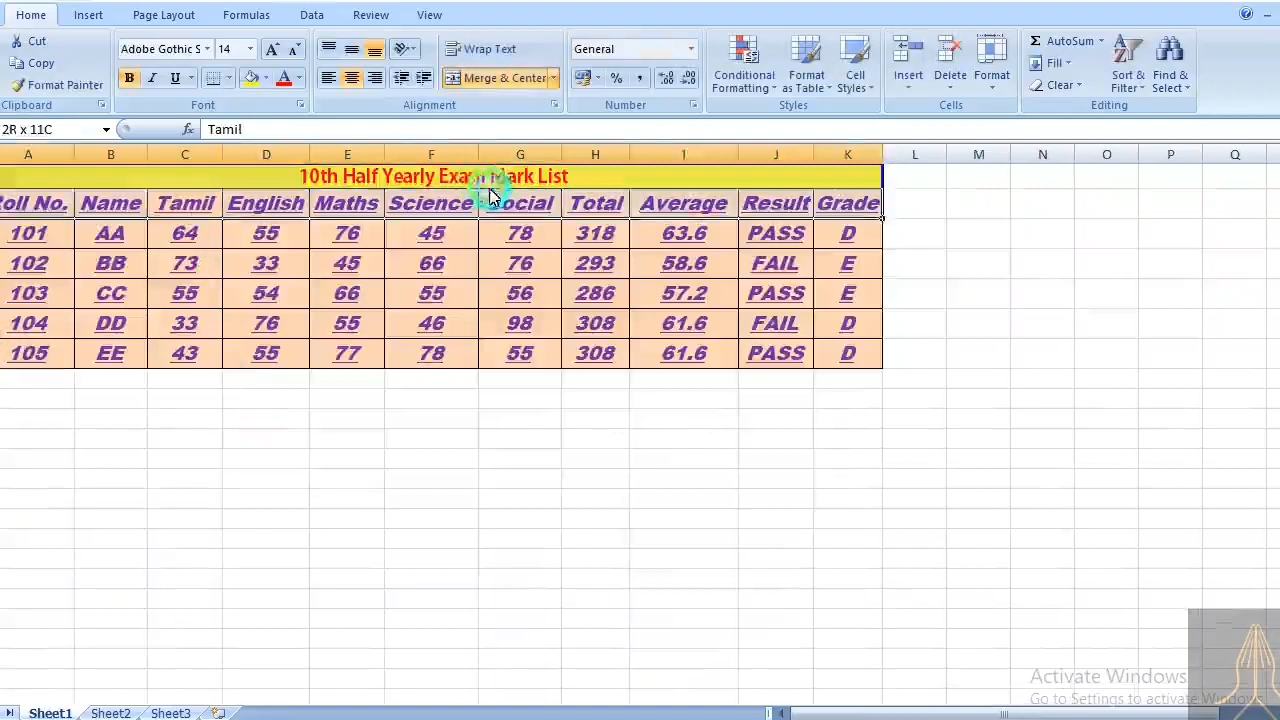 Home Insert Page Layout Formulas Data Review View
Cut
Copy
Format Painter
Clipboard
Adobe Gothic S 14
A A
B I U A
Font
Wrap Text
Merge & Center
Alignment
General
% ,
Number
Conditional Formatting
Format as Table
Cell Styles
Styles
Insert Delete Format
Cells
Σ AutoSum
Fill
Clear
Sort & Filter
Find & Select
Editing
2R x 11C fx Tamil
A B C D E F G H I J K L M N O P Q
10th Half Yearly Exam Mark List
Roll No. Name Tamil English Maths Science Social Total Average Result Grade
101 AA 64 55 76 45 78 318 63.6 PASS D
102 BB 73 33 45 66 76 293 58.6 FAIL E
103 CC 55 54 66 55 56 286 57.2 PASS E
104 DD 33 76 55 46 98 308 61.6 FAIL D
105 EE 43 55 77 78 55 308 61.6 PASS D
Activate Windows
Go to Settings to activate Windows.
Sheet1 Sheet2 Sheet3